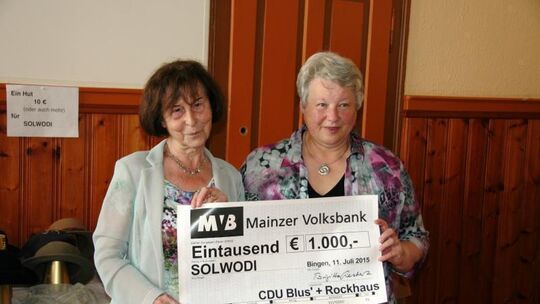 Ein Hut
10 €
(oder auch mehr)
für
SOLWODI
MVB Mainzer Volksbank
Eintausend € 1.000,-
SOLWODI
Bingen, 11. Juli 2015
CDU Blus' + Rockhaus